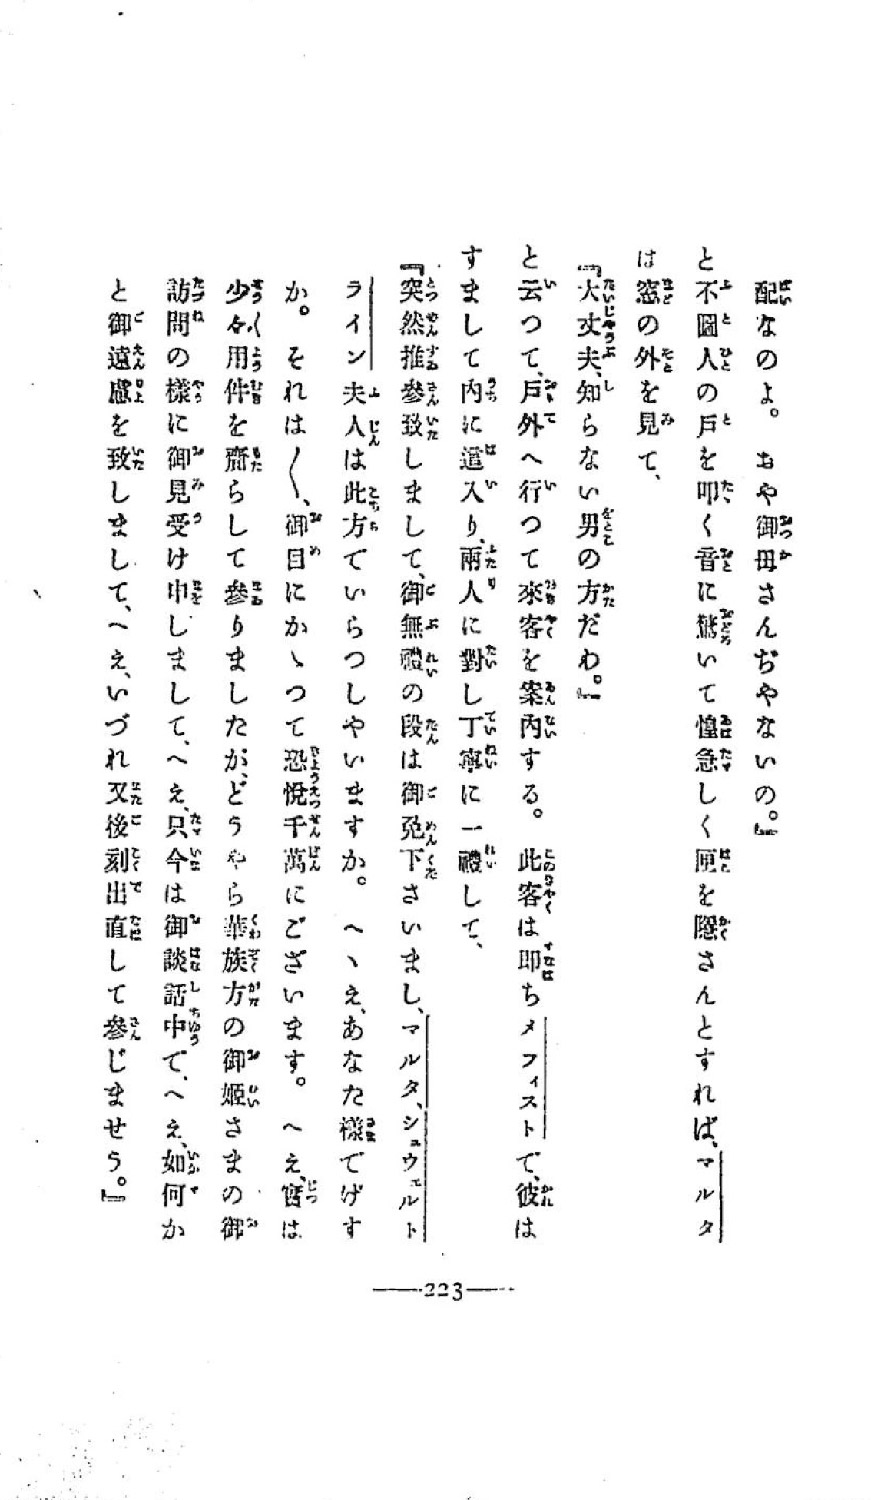 配なのよ。おや御母さんぢやないの。』
と不圖人の戸を叩く音に驚いて惶急しく匣を隱さんとすれば、マルタ
は窓の外を見て、
『大丈夫、知らない男の方だわ。』
と云つて、戸外へ行つて來客を案内する。此客は即ちメフィストで、彼は
すまして内に這入り、兩人に對し丁寧に一禮して、
『突然推參致しまして、御無禮の段は御免下さいまし、マルタ、シュウェルト
ライン夫人は此方でいらつしやいますか。へヽえ、あなた様でげす
か。それは〳〵、御目にかゝつて恐悦千萬にございます。へえ、實は
少々用件を齎らして參りましたが、どうやら華族方の御姫さまの御
訪問の様に御見受け申しまして、へえ、只今は御談話中で、へえ、如何か
と御遠慮を致しまして、へえ、いづれ又後刻出直して參じませう。』
223